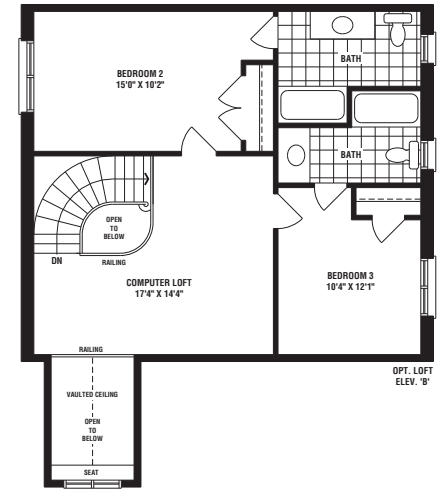 BATH
BEDROOM 2
15'0" X 10'2"
BATH
OPEN
TO
BELOW
DN
RAILING
COMPUTER LOFT
17'4" X 14'4"
BEDROOM 3
10'4" X 12'1"
RAILING
OPT. LOFT
ELEV. 'B'
VAULTED CEILING
OPEN
TO
BELOW
SEAT